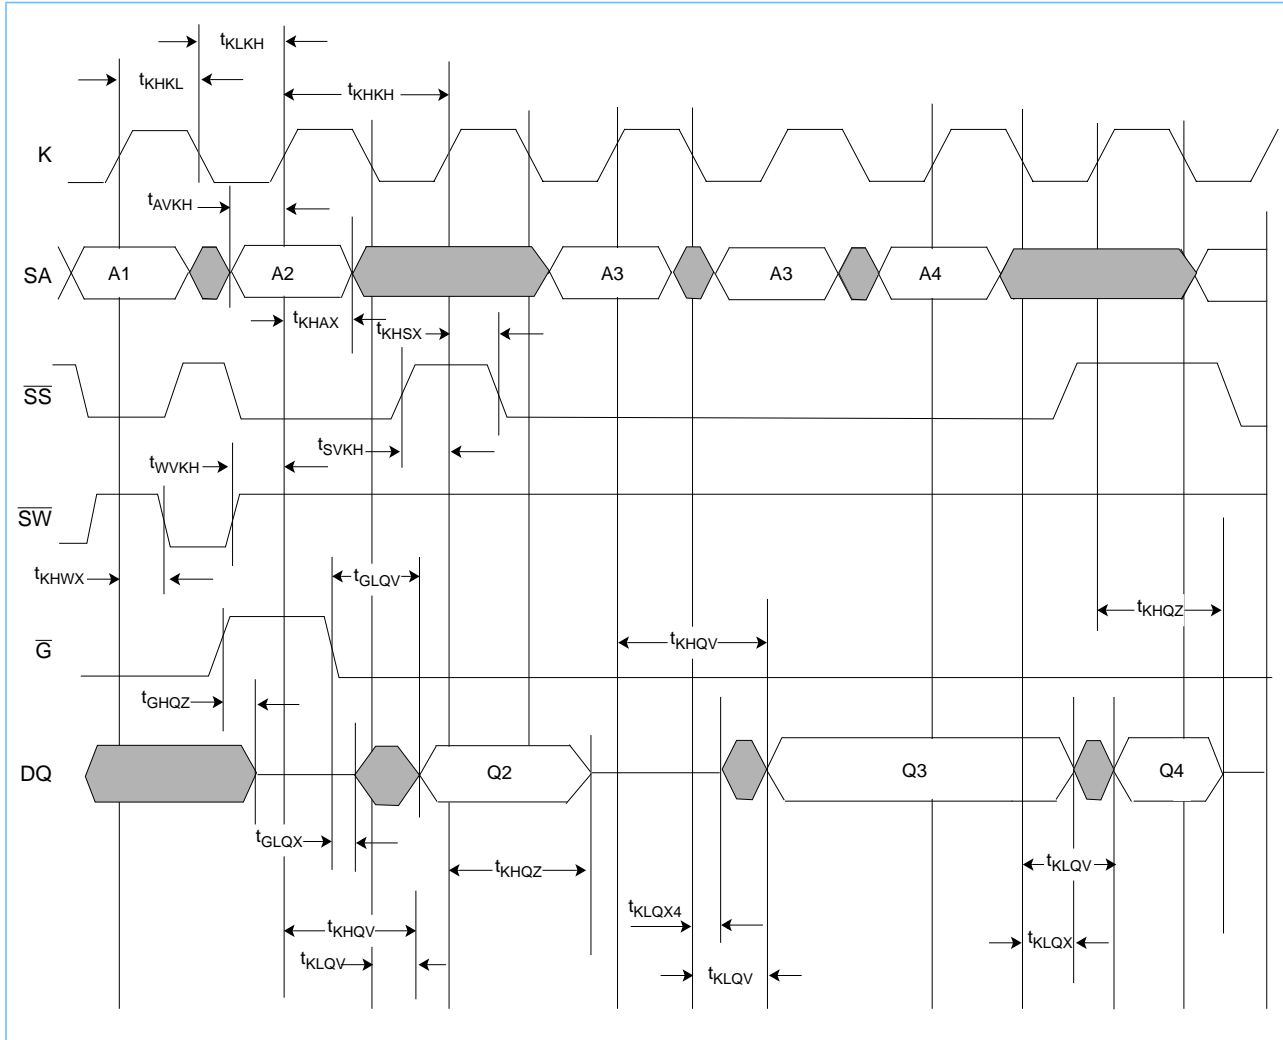 tKLKH
tKHKL
tKHKH
K
tAVKH
SA A1 A2 A3 A3 A4
tKHAX tKHSX
SS
tSVKH
tWVKH
SW
tKHWX
tGLQV
tKHQZ
G
tKHQV
tGHQZ
DQ Q2 Q3 Q4
tGLQX
tKHQZ
tKLQV
tKLQX4
tKHQV
tKLQX
tKLQV
tKLQV